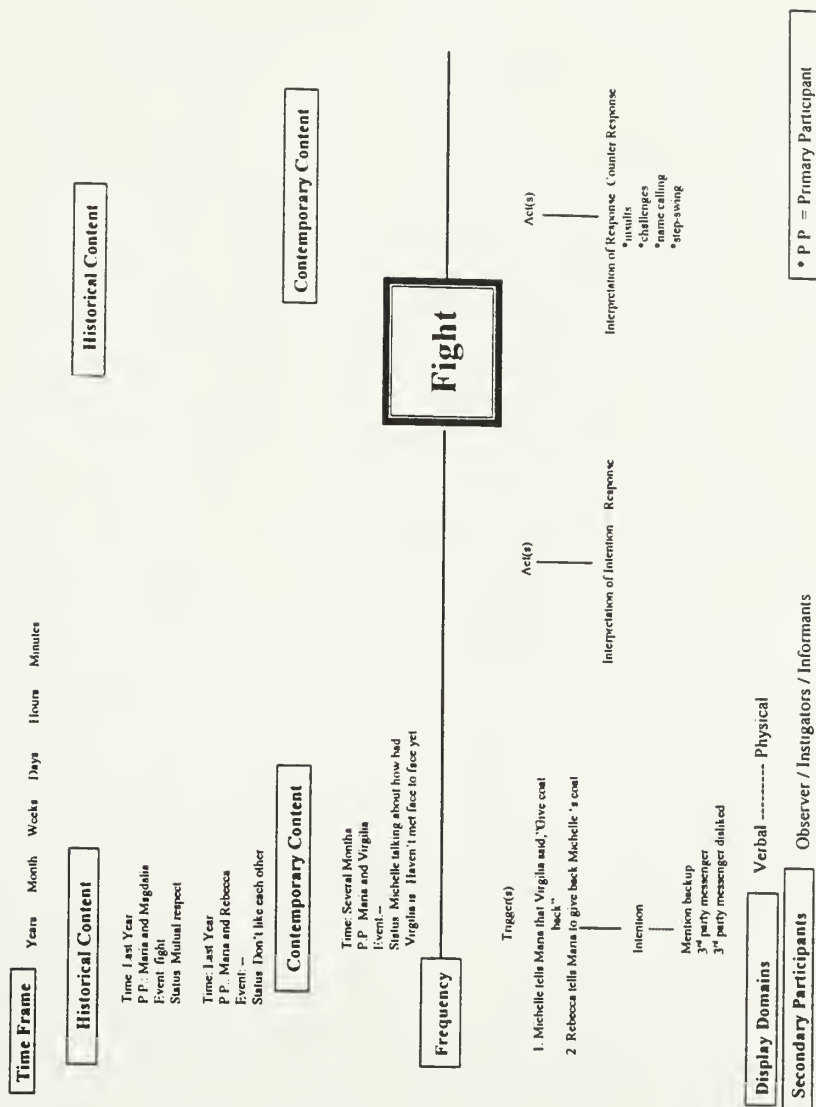 Time Frame
Years Month Weeks Days Hours Minutes
Historical Content
Historical Content
Time Last Year
P P.: Maria and Magdalia
Event fight
Status Mutual respect
Time: Last Year
P P.. Maria and Rebecca
Event: --
Status Don't like each other
Contemporary Content
Contemporary Content
Time: Several Months
P.P Maria and Virgilia
Event.--
Status Michelle talking about how bad
Virgilia is Haven't met face to face yet
Frequency
Fight
Trigger(s)
1. Michelle tells Maria that Virgilia said, "Give coat
back"
2 Rebecca tells Maria to give back Michelle 's coat
Intention
Mention backup
3rd party messenger
3rd party messenger disliked
Act(s)
Interpretation of Intention Response
Act(s)
Interpretation of Response Counter Response
*insults
*challenges
*name calling
*step-swing
Display Domains
Verbal --------- Physical
Secondary Participants
Observer / Instigators / Informants
* P P = Primary Participant